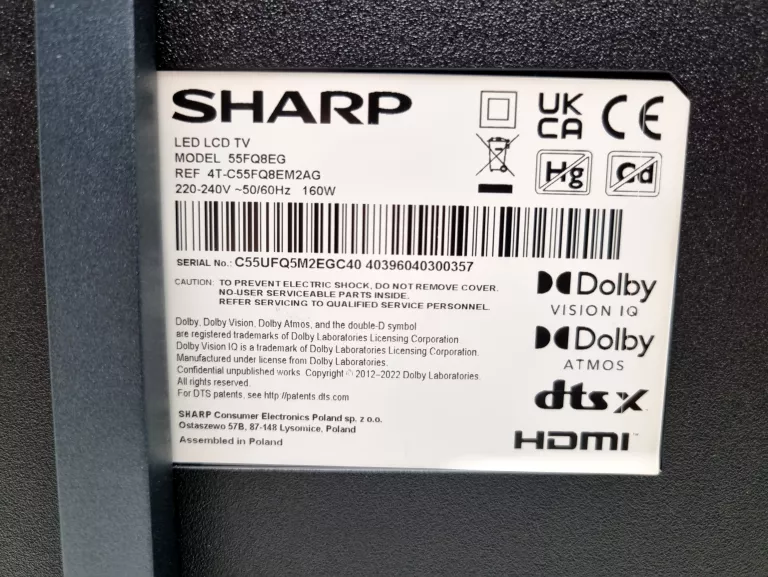 SHARP
UK
CA
CE
LED LCD TV
MODEL 55FQ8EG
REF 4T-C55FQ8EM2AG
220-240V ~50/60Hz 160W
Hg
Cd
SERIAL No.: C55UFQ5M2EGC40 40396040300357
CAUTION: TO PREVENT ELECTRIC SHOCK, DO NOT REMOVE COVER.
NO-USER SERVICEABLE PARTS INSIDE.
REFER SERVICING TO QUALIFIED SERVICE PERSONNEL.
Dolby
VISION IQ
Dolby
ATMOS
dts X
HDMI™
Dolby, Dolby Vision, Dolby Atmos, and the double-D symbol
are registered trademarks of Dolby Laboratories Licensing Corporation
Dolby Vision IQ is a trademark of Dolby Laboratories Licensing Corporation.
Manufactured under license from Dolby Laboratories.
Confidential unpublished works. Copyright © 2012-2022 Dolby Laboratories.
All rights reserved.
For DTS patents, see http://patents.dts.com
SHARP Consumer Electronics Poland sp. z o.o.
Ostaszewo 57B, 87-148 Lysomice, Poland
Assembled in Poland